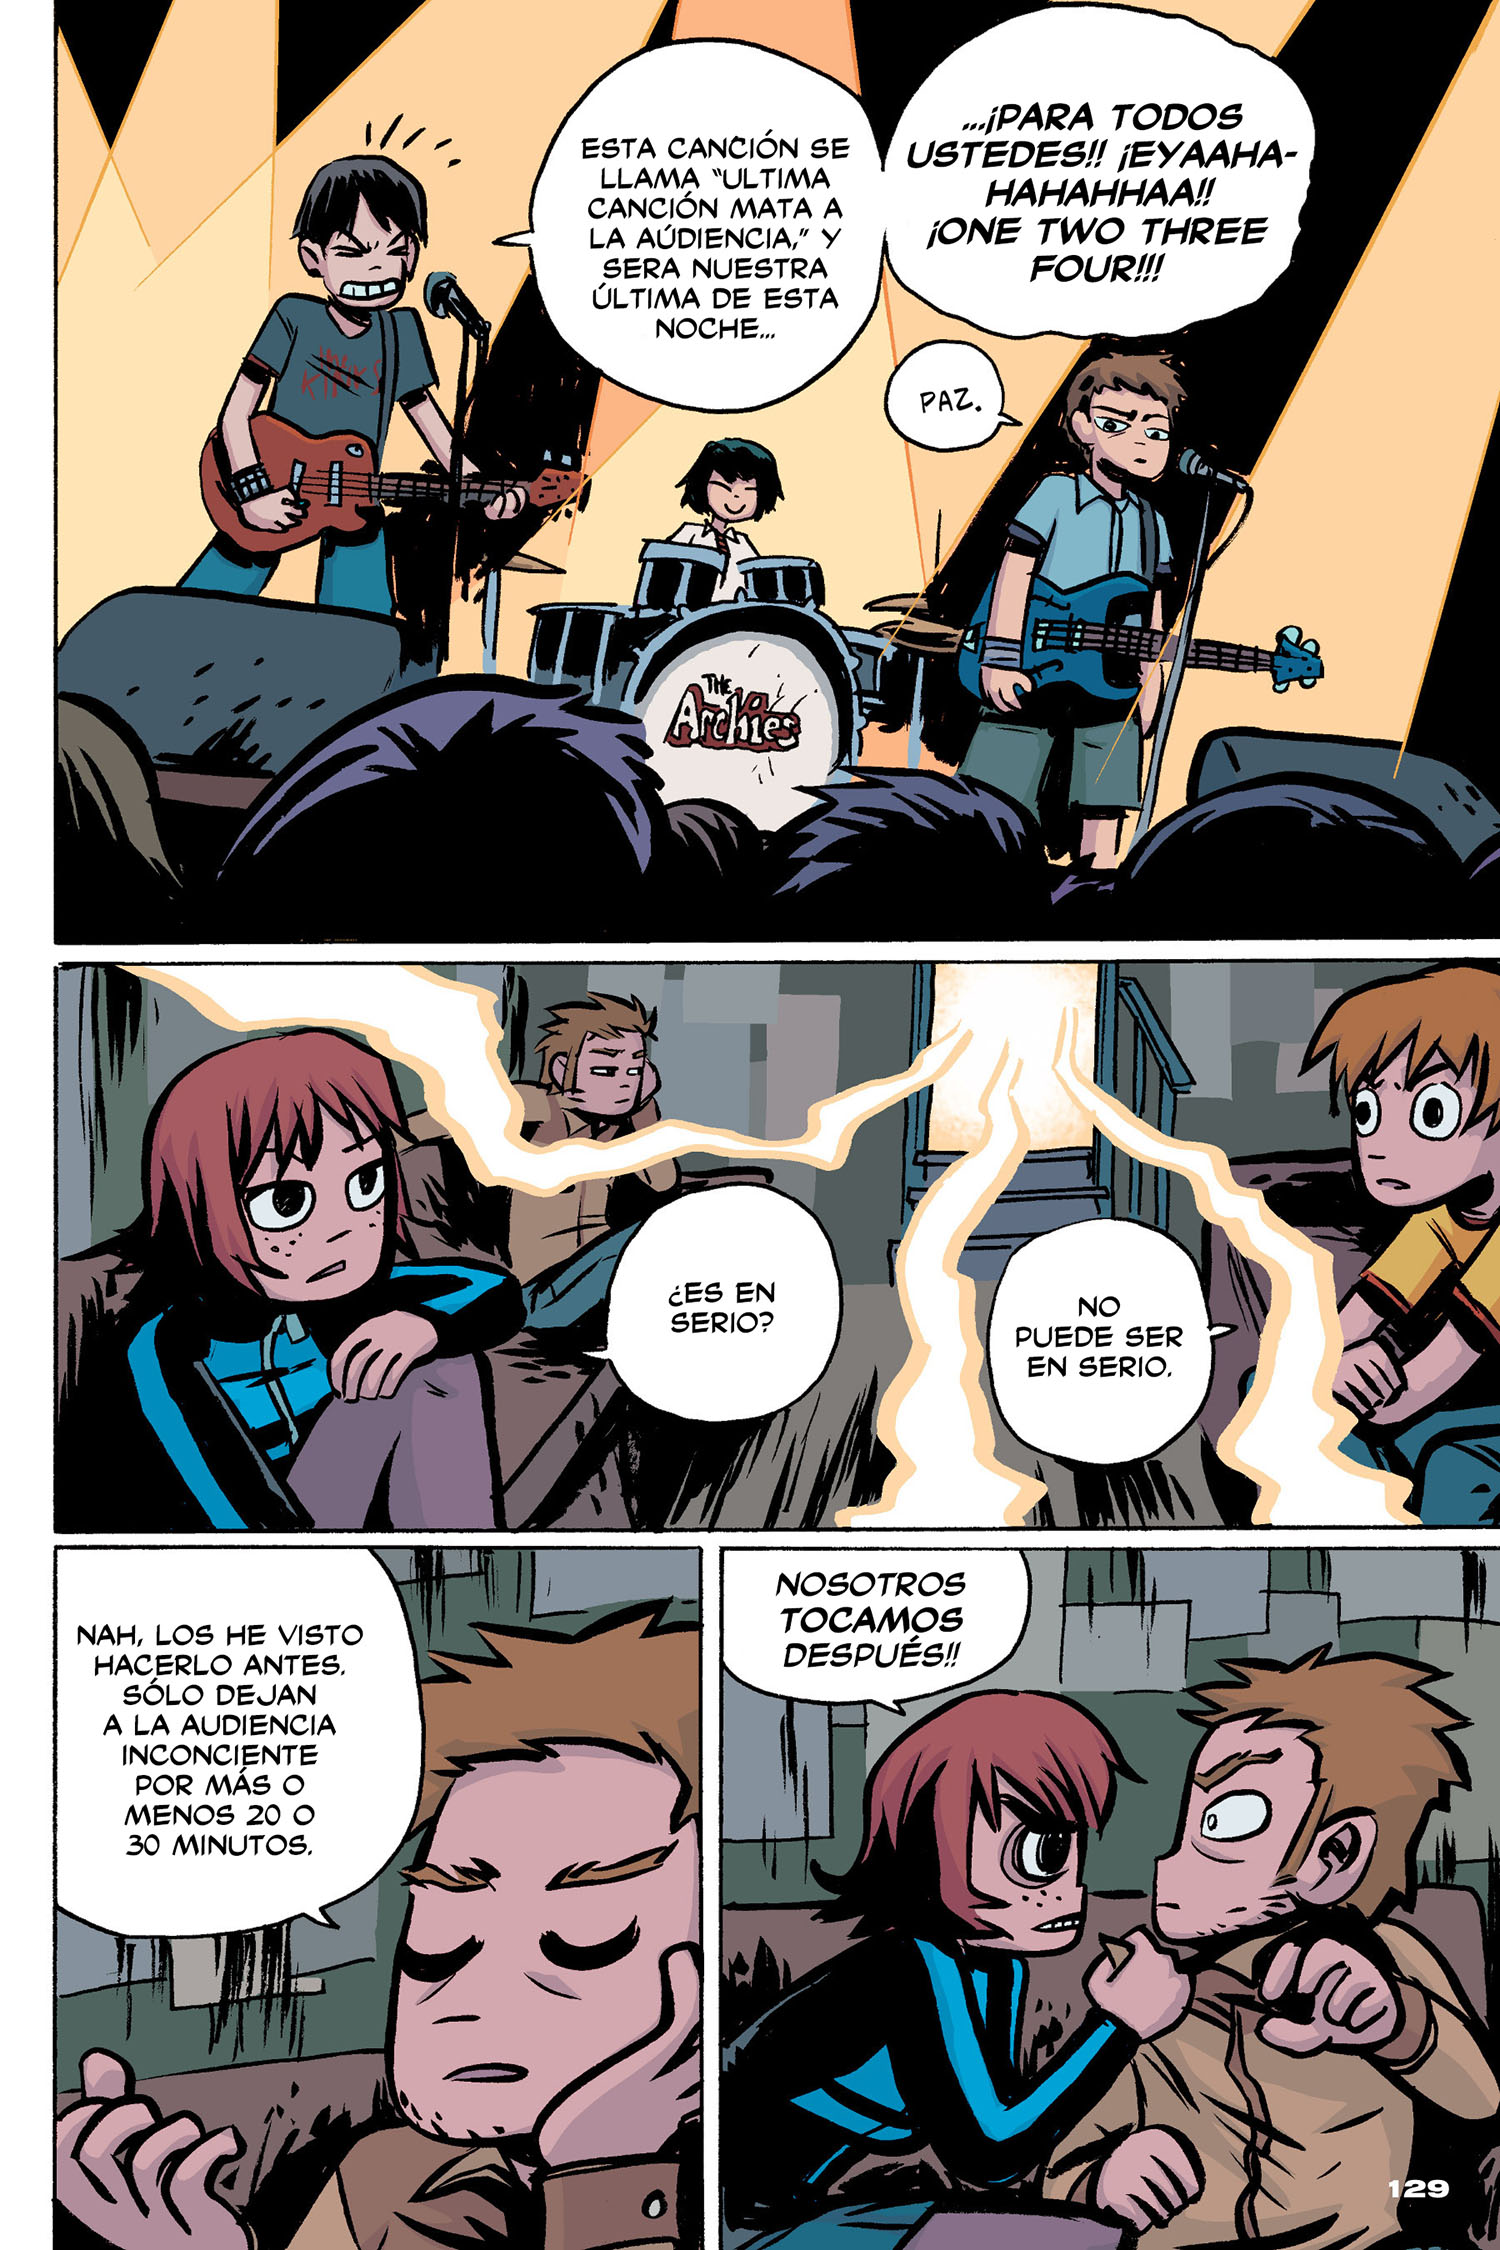 ESTA CANCIÓN SE
LLAMA "ULTIMA
CANCIÓN MATA A
LA AÚDIENCIA," Y
SERA NUESTRA
ÚLTIMA DE ESTA
NOCHE...
...¡PARA TODOS
USTEDES!! ¡EYAAHA-
HAHAHHAA!!
¡ONE TWO THREE
FOUR!!!
PAZ.
KINKS
THE
Archies
¿ES EN
SERIO?
NO
PUEDE SER
EN SERIO.
NAH, LOS HE VISTO
HACERLO ANTES.
SÓLO DEJAN
A LA AUDIENCIA
INCONCIENTE
POR MÁS O
MENOS 20 O
30 MINUTOS.
NOSOTROS
TOCAMOS
DESPUÉS!!
129